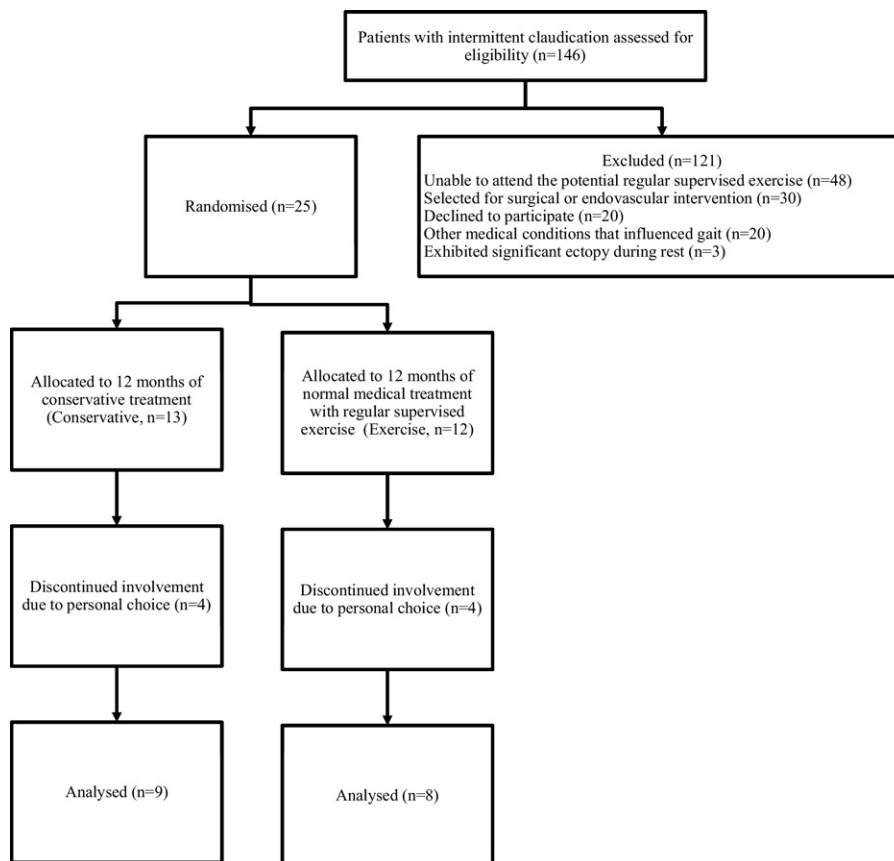 Patients with intermittent claudication assessed for
eligibility (n=146)
Randomised (n=25)
Excluded (n=121)
Unable to attend the potential regular supervised exercise (n=48)
Selected for surgical or endovascular intervention (n=30)
Declined to participate (n=20)
Other medical conditions that influenced gait (n=20)
Exhibited significant ectopy during rest (n=3)
Allocated to 12 months of
conservative treatment
(Conservative, n=13)
Allocated to 12 months of
normal medical treatment
with regular supervised
exercise (Exercise, n=12)
Discontinued involvement
due to personal choice (n=4)
Discontinued involvement
due to personal choice (n=4)
Analysed (n=9)
Analysed (n=8)